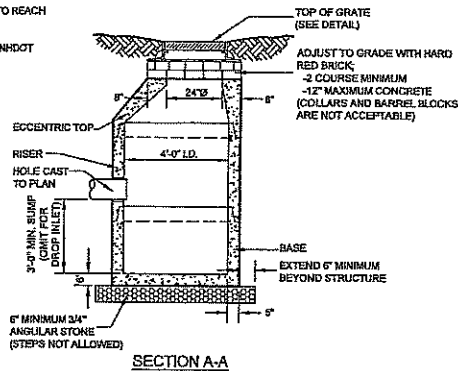 TO REACH
NHDOT
TOP OF GRATE
(SEE DETAIL)
ADJUST TO GRADE WITH HARD
RED BRICK;
-2 COURSE MINIMUM
-12" MAXIMUM CONCRETE
(COLLARS AND BARREL BLOCKS
ARE NOT ACCEPTABLE)
8"
24"Ø
8"
ECCENTRIC TOP
RISER
4'-0" I.D.
HOLE CAST
TO PLAN
3'-0" MIN. SUMP
(OMIT FOR
DROP INLET)
BASE
EXTEND 6" MINIMUM
BEYOND STRUCTURE
6"
5"
6" MINIMUM 3/4"
ANGULAR STONE
(STEPS NOT ALLOWED)
SECTION A-A